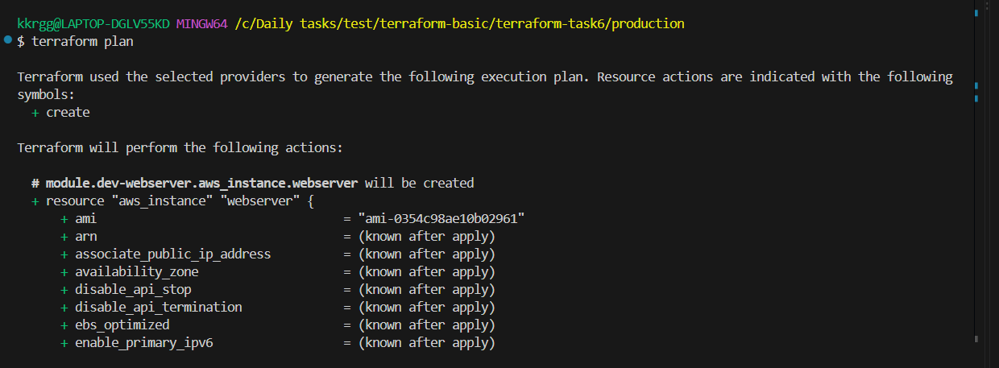 kkrgg@LAPTOP-DGLV55KD MINGW64 /c/Daily tasks/test/terraform-basic/terraform-task6/production
$ terraform plan
Terraform used the selected providers to generate the following execution plan. Resource actions are indicated with the following
symbols:
+ create
Terraform will perform the following actions:
# module.dev-webserver.aws_instance.webserver will be created
+ resource "aws_instance" "webserver" {
+ ami = "ami-0354c98ae10b02961"
+ arn = (known after apply)
+ associate_public_ip_address = (known after apply)
+ availability_zone = (known after apply)
+ disable_api_stop = (known after apply)
+ disable_api_termination = (known after apply)
+ ebs_optimized = (known after apply)
+ enable_primary_ipv6 = (known after apply)